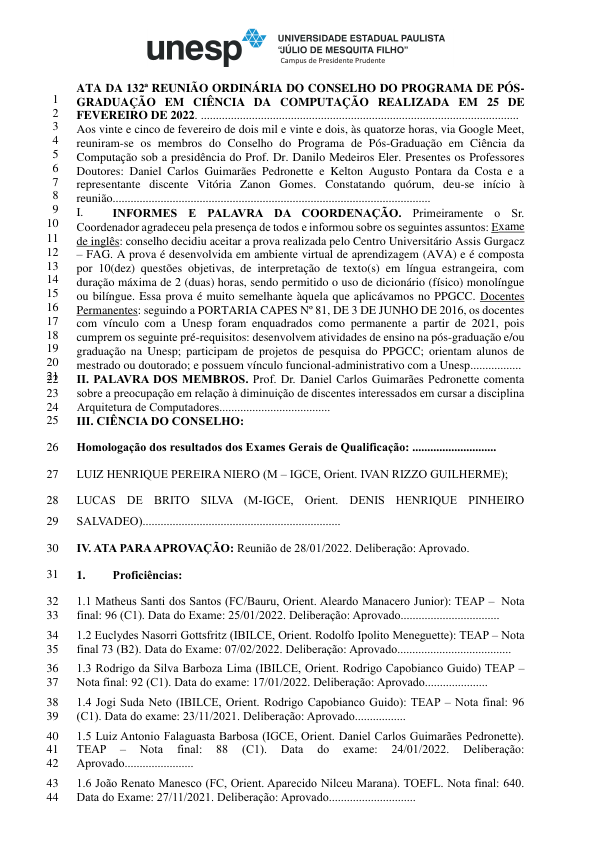 unesp
UNIVERSIDADE ESTADUAL PAULISTA
"JÚLIO DE MESQUITA FILHO"
Campus de Presidente Prudente
ATA DA 132ª REUNIÃO ORDINÁRIA DO CONSELHO DO PROGRAMA DE PÓS-
1 GRADUAÇÃO EM CIÊNCIA DA COMPUTAÇÃO REALIZADA EM 25 DE
2 FEVEREIRO DE 2022. ..........................................................................................................
3 Aos vinte e cinco de fevereiro de dois mil e vinte e dois, às quatorze horas, via Google Meet,
4 reuniram-se os membros do Conselho do Programa de Pós-Graduação em Ciência da
5 Computação sob a presidência do Prof. Dr. Danilo Medeiros Eler. Presentes os Professores
6 Doutores: Daniel Carlos Guimarães Pedronette e Kelton Augusto Pontara da Costa e a
7 representante discente Vitória Zanon Gomes. Constatando quórum, deu-se início à
8 reunião..........................................................................................................
9 I. INFORMES E PALAVRA DA COORDENAÇÃO. Primeiramente o Sr.
10 Coordenador agradeceu pela presença de todos e informou sobre os seguintes assuntos: Exame
11 de inglês: conselho decidiu aceitar a prova realizada pelo Centro Universitário Assis Gurgacz
12 – FAG. A prova é desenvolvida em ambiente virtual de aprendizagem (AVA) e é composta
13 por 10(dez) questões objetivas, de interpretação de texto(s) em língua estrangeira, com
14 duração máxima de 2 (duas) horas, sendo permitido o uso de dicionário (físico) monolíngue
15 ou bilíngue. Essa prova é muito semelhante àquela que aplicávamos no PPGCC. Docentes
16 Permanentes: seguindo a PORTARIA CAPES Nº 81, DE 3 DE JUNHO DE 2016, os docentes
17 com vínculo com a Unesp foram enquadrados como permanente a partir de 2021, pois
18 cumprem os seguinte pré-requisitos: desenvolvem atividades de ensino na pós-graduação e/ou
19 graduação na Unesp; participam de projetos de pesquisa do PPGCC; orientam alunos de
20 mestrado ou doutorado; e possuem vínculo funcional-administrativo com a Unesp.................
21
22 II. PALAVRA DOS MEMBROS. Prof. Dr. Daniel Carlos Guimarães Pedronette comenta
23 sobre a preocupação em relação à diminuição de discentes interessados em cursar a disciplina
24 Arquitetura de Computadores.....................................
25 III. CIÊNCIA DO CONSELHO:
26 Homologação dos resultados dos Exames Gerais de Qualificação: ............................
27 LUIZ HENRIQUE PEREIRA NIERO (M – IGCE, Orient. IVAN RIZZO GUILHERME);
28 LUCAS DE BRITO SILVA (M-IGCE, Orient. DENIS HENRIQUE PINHEIRO
29 SALVADEO)..................................................................
30 IV. ATA PARA APROVAÇÃO: Reunião de 28/01/2022. Deliberação: Aprovado.
31 1. Proficiências:
32 1.1 Matheus Santi dos Santos (FC/Bauru, Orient. Aleardo Manacero Junior): TEAP – Nota
33 final: 96 (C1). Data do Exame: 25/01/2022. Deliberação: Aprovado.................................
34 1.2 Euclydes Nasorri Gottsfritz (IBILCE, Orient. Rodolfo Ipolito Meneguette): TEAP – Nota
35 final 73 (B2). Data do Exame: 07/02/2022. Deliberação: Aprovado......................................
36 1.3 Rodrigo da Silva Barboza Lima (IBILCE, Orient. Rodrigo Capobianco Guido) TEAP –
37 Nota final: 92 (C1). Data do exame: 17/01/2022. Deliberação: Aprovado.....................
38 1.4 Jogi Suda Neto (IBILCE, Orient. Rodrigo Capobianco Guido): TEAP – Nota final: 96
39 (C1). Data do exame: 23/11/2021. Deliberação: Aprovado.................
40 1.5 Luiz Antonio Falaguasta Barbosa (IGCE, Orient. Daniel Carlos Guimarães Pedronette).
41 TEAP – Nota final: 88 (C1). Data do exame: 24/01/2022. Deliberação:
42 Aprovado.......................
43 1.6 João Renato Manesco (FC, Orient. Aparecido Nilceu Marana). TOEFL. Nota final: 640.
44 Data do Exame: 27/11/2021. Deliberação: Aprovado.............................